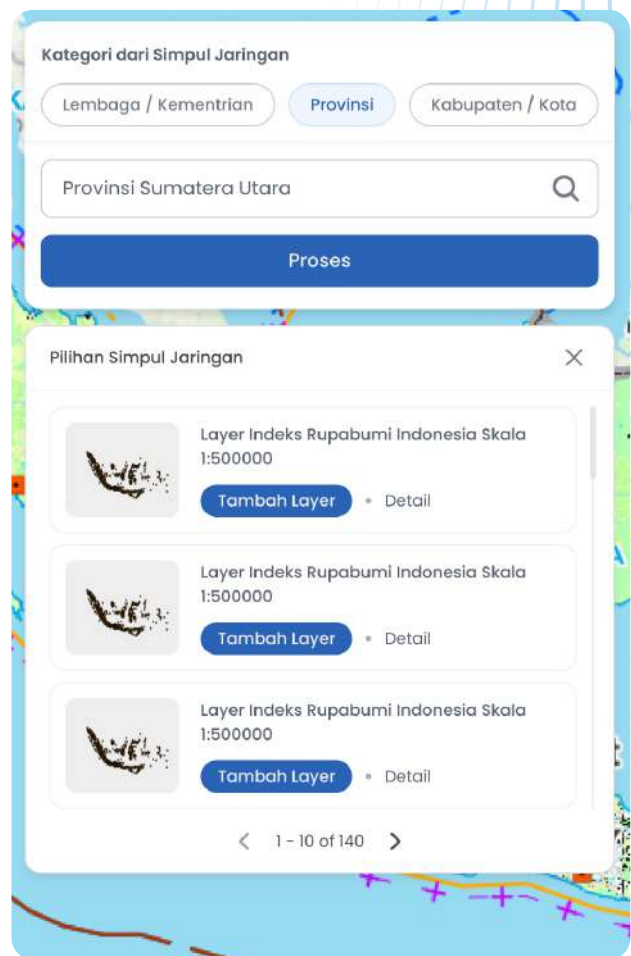 Kategori dari Simpul Jaringan
Lembaga / Kementrian Provinsi Kabupaten / Kota
Provinsi Sumatera Utara
Proses
Pilihan Simpul Jaringan
Layer Indeks Rupabumi Indonesia Skala
1:500000
Tambah Layer • Detail
Layer Indeks Rupabumi Indonesia Skala
1:500000
Tambah Layer • Detail
Layer Indeks Rupabumi Indonesia Skala
1:500000
Tambah Layer • Detail
1 - 10 of 140